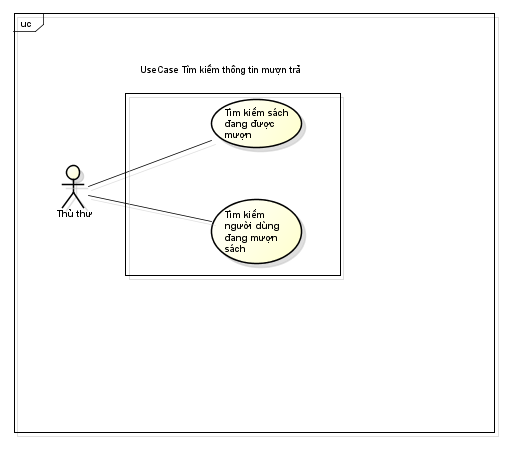 uc
UseCase Tìm kiếm thông tin mượn trả
Tìm kiếm sách
đang được
mượn
Thủ thư
Tìm kiếm
người dùng
đang mượn
sách